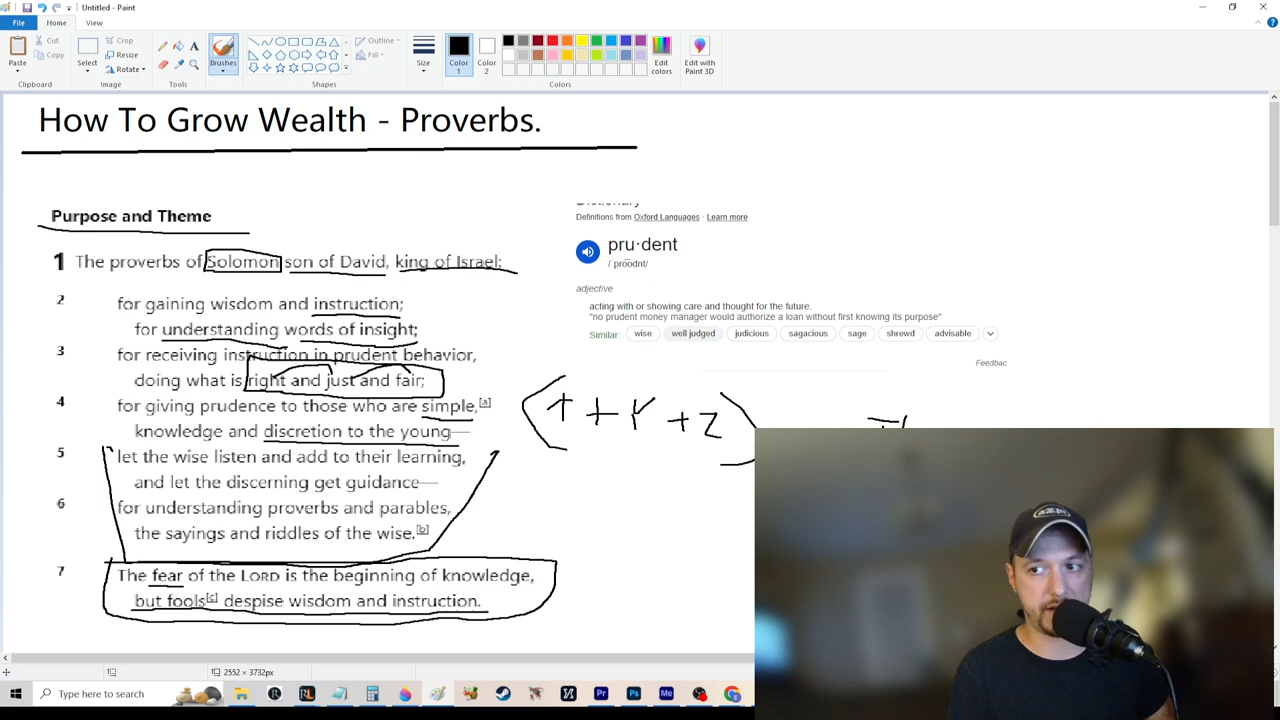 Untitled - Paint
File
Home
View
Paste
Cut
Copy
Clipboard
Select
Crop
Resize
Rotate
Image
Tools
Brushes
Shapes
Outline
Fill
Size
Color 1
Color 2
Edit colors
Colors
Edit with Paint 3D
How To Grow Wealth - Proverbs.
Purpose and Theme
1 The proverbs of Solomon son of David, king of Israel:
2 for gaining wisdom and instruction;
for understanding words of insight;
3 for receiving instruction in prudent behavior,
doing what is right and just and fair;
4 for giving prudence to those who are simple,[a]
knowledge and discretion to the young—
5 let the wise listen and add to their learning,
and let the discerning get guidance—
6 for understanding proverbs and parables,
the sayings and riddles of the wise.[b]
7 The fear of the LORD is the beginning of knowledge,
but fools[c] despise wisdom and instruction.
Dictionary
Definitions from Oxford Languages · Learn more
pru·dent
/ˈpro͞odnt/
adjective
acting with or showing care and thought for the future.
"no prudent money manager would authorize a loan without first knowing its purpose"
Similar: wise well judged judicious sagacious sage shrewd advisable
Feedbac
2552 × 3732px
Type here to search